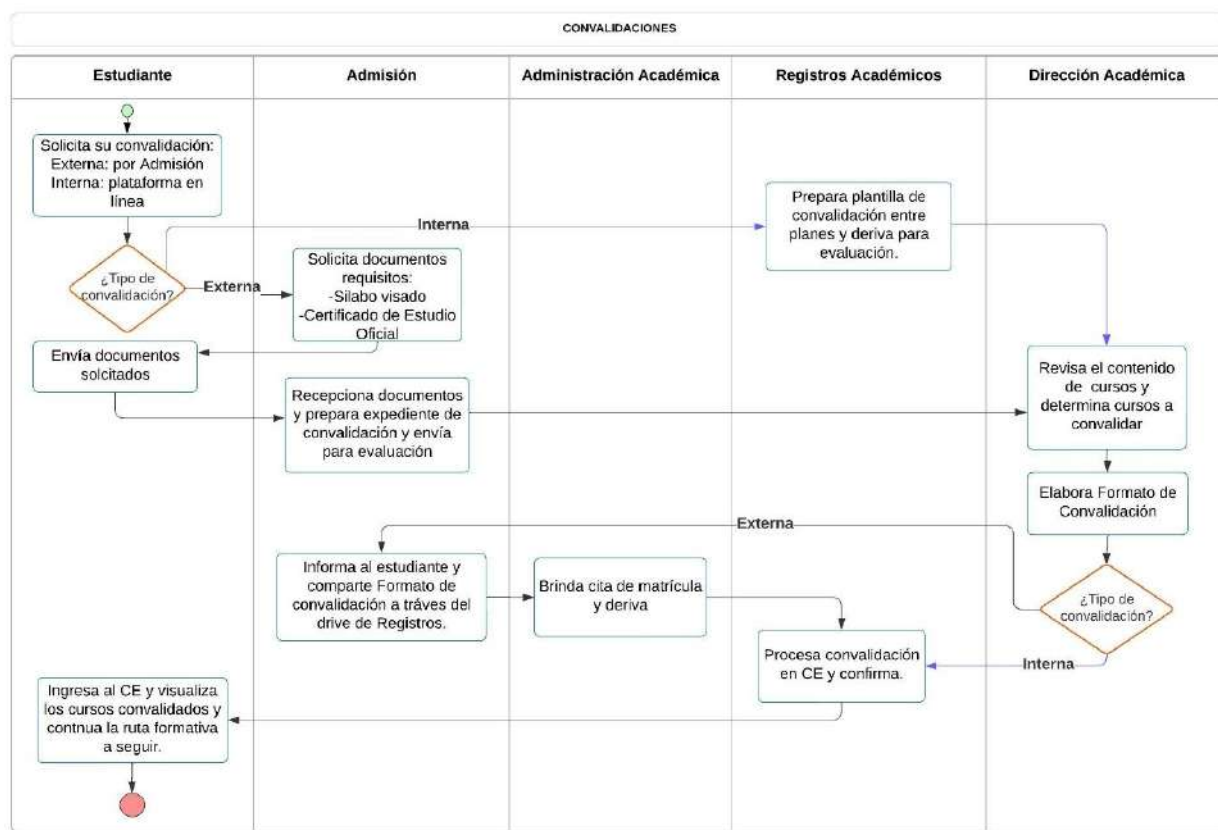 CONVALIDACIONES
Estudiante
Admisión
Administración Académica
Registros Académicos
Dirección Académica
Solicita su convalidación:
Externa: por Admisión
Interna: plataforma en
línea
Interna
Prepara plantilla de
convalidación entre
planes y deriva para
evaluación.
¿Tipo de
convalidación?
Externa
Solicita documentos
requisitos:
-Sílabo visado
-Certificado de Estudio
Oficial
Envía documentos
solcitados
Recepciona documentos
y prepara expediente de
convalidación y envía
para evaluación
Revisa el contenido
de cursos y
determina cursos a
convalidar
Elabora Formato de
Convalidación
Externa
¿Tipo de
convalidación?
Informa al estudiante y
comparte Formato de
convalidación a tráves del
drive de Registros.
Brinda cita de matrícula
y deriva
Interna
Procesa convalidación
en CE y confirma.
Ingresa al CE y visualiza
los cursos convalidados y
contnua la ruta formativa
a seguir.